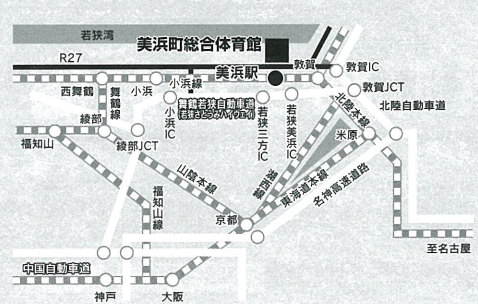 若狭湾
美浜町総合体育館
R27
美浜駅
敦賀
敦賀IC
小浜線
西舞鶴
小浜
敦賀JCT
舞鶴線
舞鶴若狭自動車道
(若狭さとうみハイウェイ)
北陸自動車道
小浜IC
若狭三方IC
若狭美浜IC
北陸本線
綾部
綾部JCT
米原
福知山
山陰本線
湖西線
東海道本線
名神高速道路
福知山線
京都
至名古屋
中国自動車道
神戸
大阪